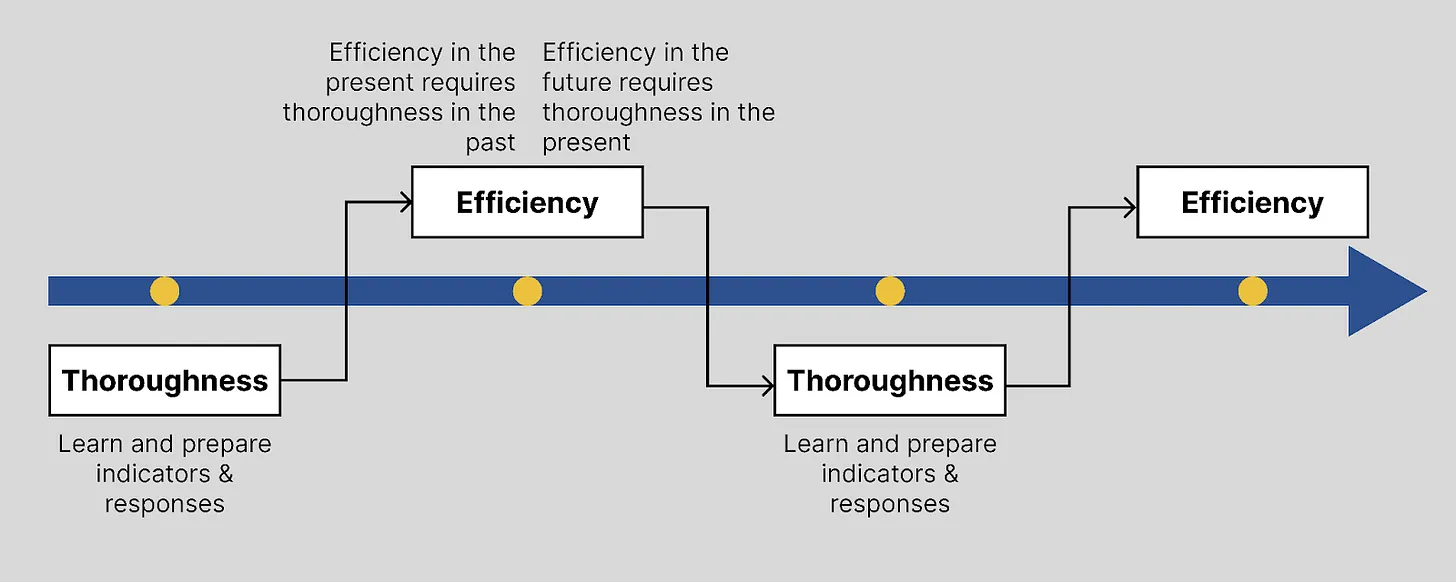 Efficiency in the
present requires
thoroughness in the
past
Efficiency in the
future requires
thoroughness in the
present
Efficiency
Efficiency
Thoroughness
Learn and prepare
indicators &
responses
Thoroughness
Learn and prepare
indicators &
responses